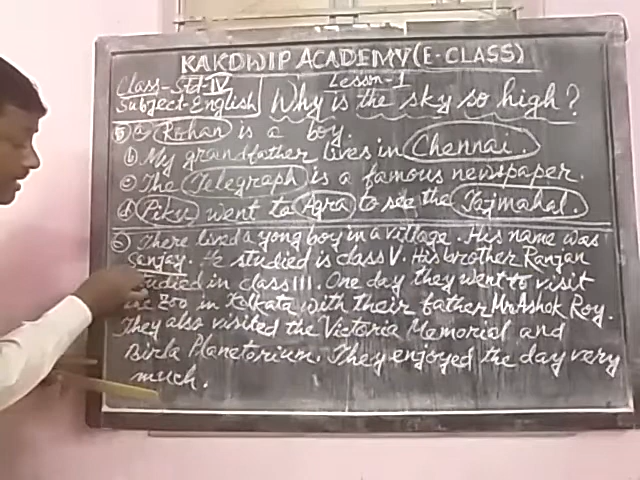 KAKDWIP ACADEMY (E-CLASS)
Class-Std-IV
Subject-English
Lesson-1
Why is the sky so high?
5 a Rohan is a boy.
b My grandfather lives in Chennai.
c The Telegraph is a famous newspaper.
d Piku went to Agra to see the Tajmahal.
6 There lived a yong boy in a village. His name was
Sanjay. He studied is class V. His brother Ranjan
studied in class III. One day they went to visit
the Zoo in Kolkata with their father Mr Ashok Roy.
They also visited the Victoria Memorial and
Birla Planetorium. They enjoyed the day very
much.